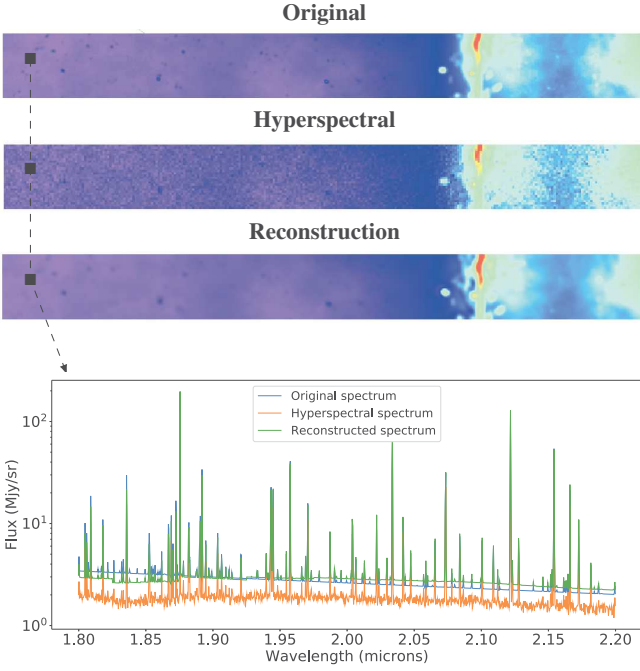 Original
Hyperspectral
Reconstruction
Original spectrum
Hyperspectral spectrum
Reconstructed spectrum
Flux (Mjy/sr)
10²
10¹
10⁰
1.80 1.85 1.90 1.95 2.00 2.05 2.10 2.15 2.20
Wavelength (microns)